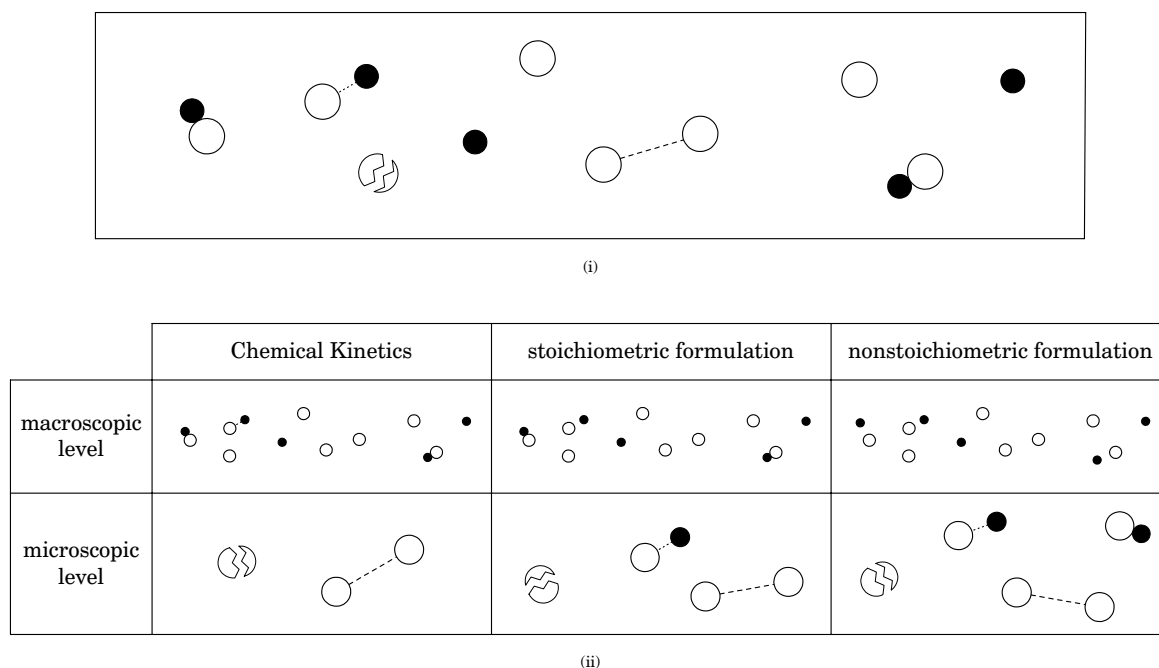 (i)
Chemical Kinetics
stoichiometric formulation
nonstoichiometric formulation
macroscopic
level
microscopic
level
(ii)